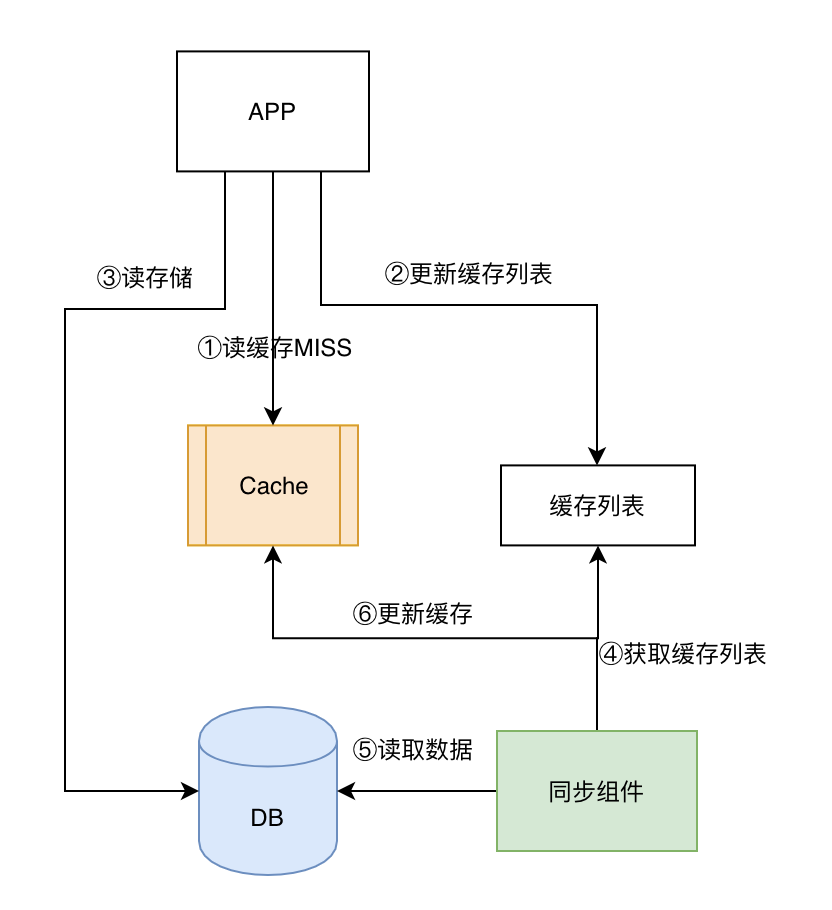 APP
③读存储
②更新缓存列表
①读缓存MISS
Cache
缓存列表
⑥更新缓存
④获取缓存列表
⑤读取数据
DB
同步组件